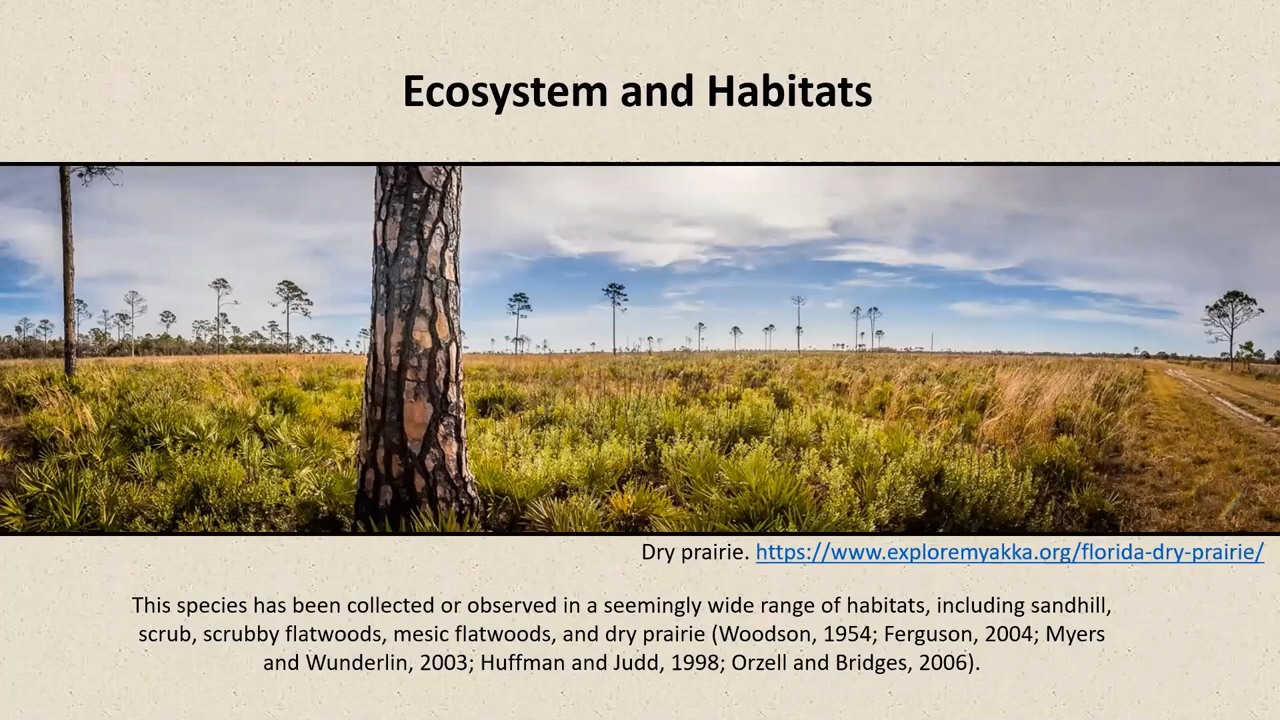 Ecosystem and Habitats
Dry prairie. https://www.exploremyakka.org/florida-dry-prairie/
This species has been collected or observed in a seemingly wide range of habitats, including sandhill,
scrub, scrubby flatwoods, mesic flatwoods, and dry prairie (Woodson, 1954; Ferguson, 2004; Myers
and Wunderlin, 2003; Huffman and Judd, 1998; Orzell and Bridges, 2006).